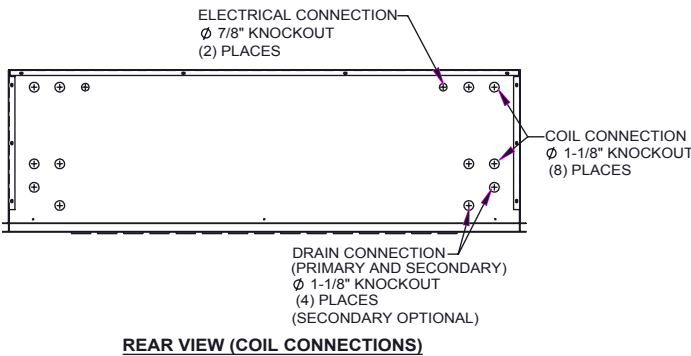 ELECTRICAL CONNECTION
Ø 7/8" KNOCKOUT
(2) PLACES
COIL CONNECTION
Ø 1-1/8" KNOCKOUT
(8) PLACES
DRAIN CONNECTION
(PRIMARY AND SECONDARY)
Ø 1-1/8" KNOCKOUT
(4) PLACES
(SECONDARY OPTIONAL)
REAR VIEW (COIL CONNECTIONS)